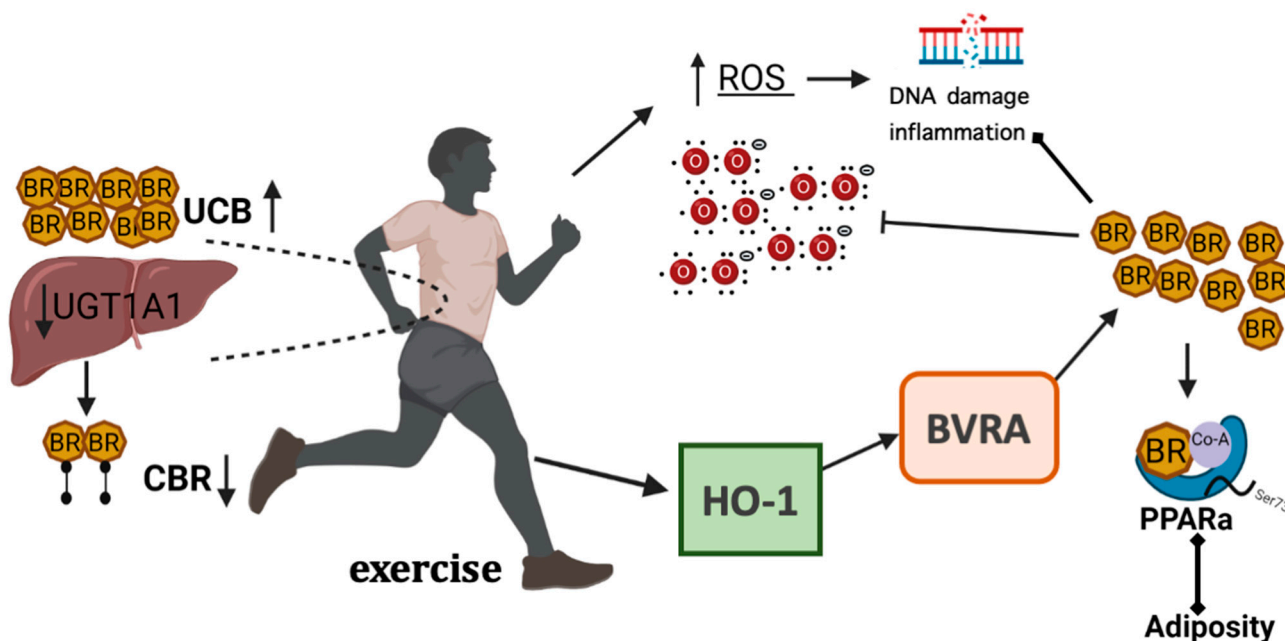 ROS
DNA damage
inflammation
BR BR BR BR
BR BR BR BR
UCB
UGT1A1
BR BR
CBR
O O
O O
O O
O O
O O
BR BR BR BR
BR BR BR BR
BR
HO-1
BVRA
BR
Co-A
PPARa
Adiposity
exercise